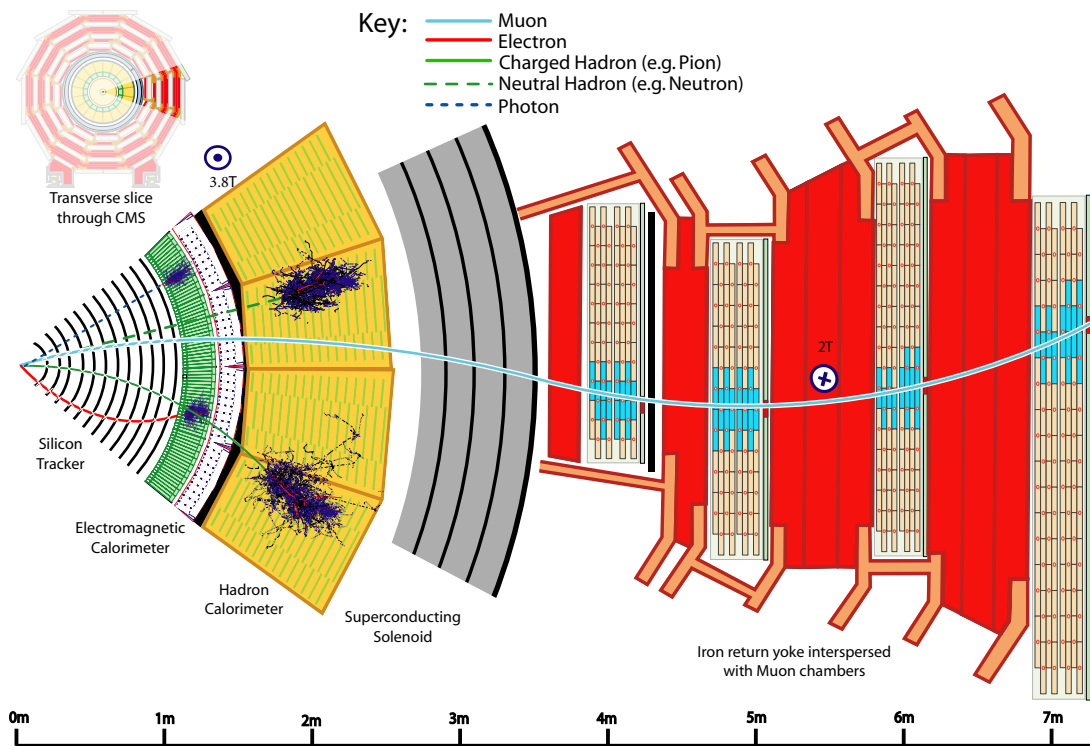 Key:
Muon
Electron
Charged Hadron (e.g. Pion)
Neutral Hadron (e.g. Neutron)
Photon
3.8T
Transverse slice
through CMS
2T
Silicon
Tracker
Electromagnetic
Calorimeter
Hadron
Calorimeter
Superconducting
Solenoid
Iron return yoke interspersed
with Muon chambers
0m 1m 2m 3m 4m 5m 6m 7m